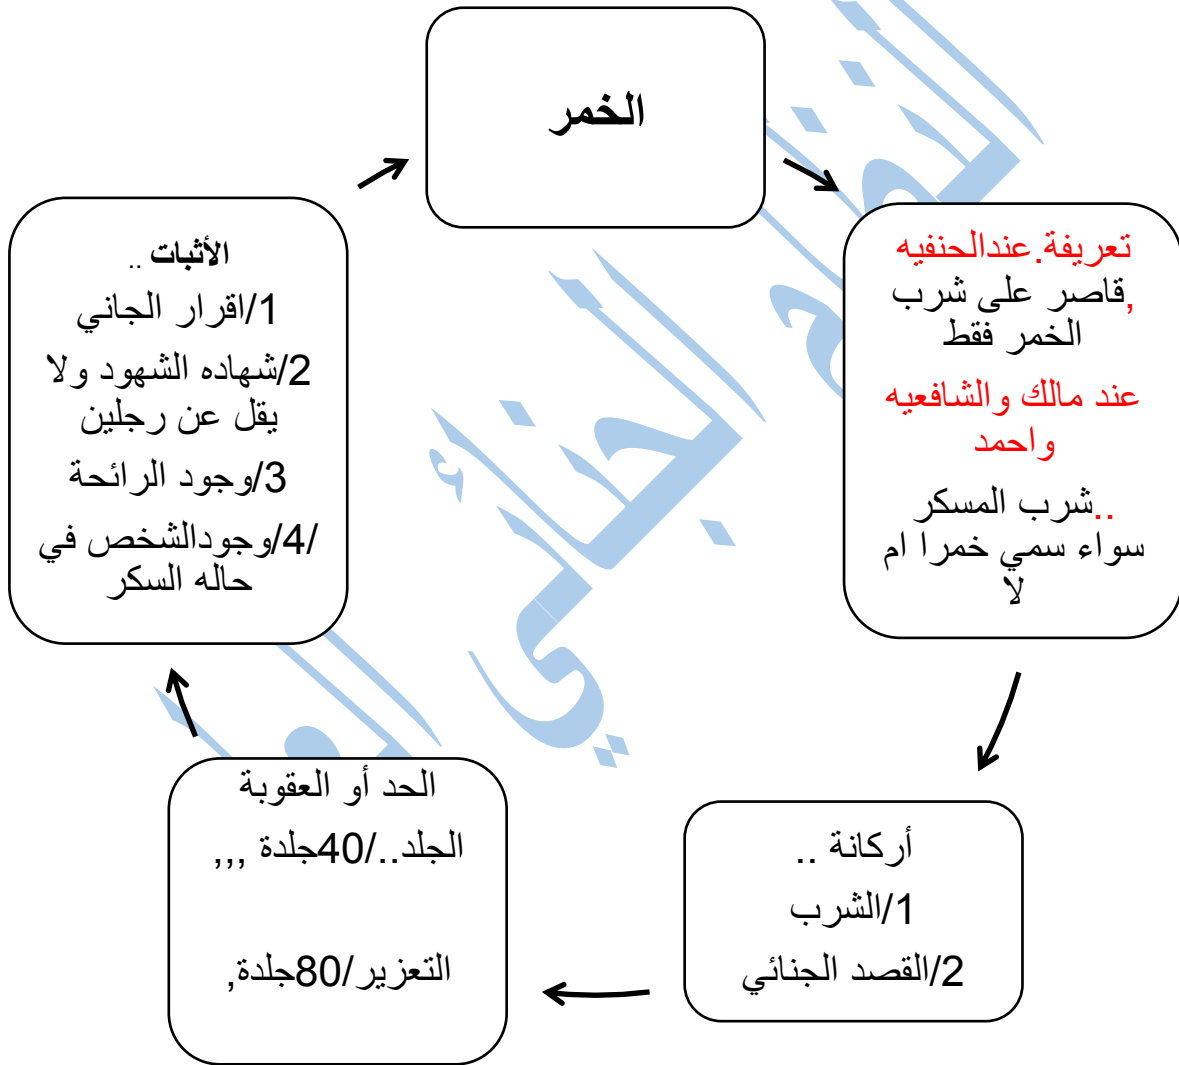 الخمر
تعريفة.عندالحنفيه
,قاصر على شرب
الخمر فقط
عند مالك والشافعيه
واحمد
..شرب المسكر
سواء سمي خمرا ام
لا
أركانة ..
1/الشرب
2/القصد الجنائي
الحد أو العقوبة
الجلد../40جلدة ,,,
التعزير/80جلدة,
الأثبات ..
1/اقرار الجاني
2/شهاده الشهود ولا
يقل عن رجلين
3/وجود الرائحة
/4/وجودالشخص في
حاله السكر